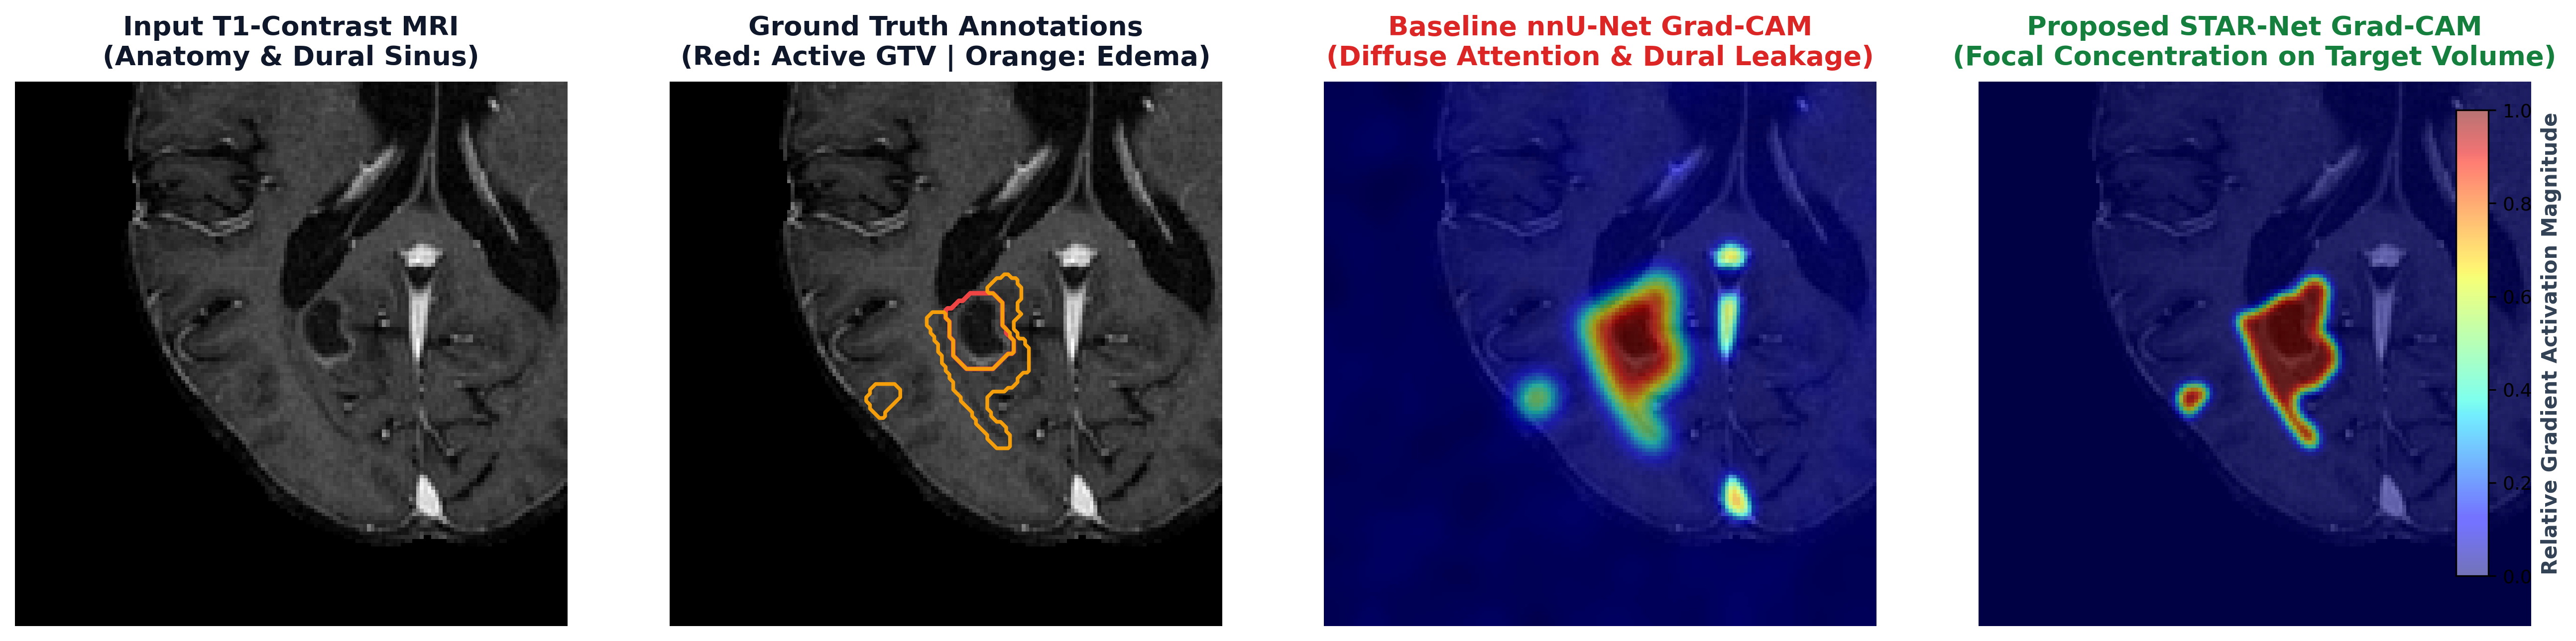 Input T1-Contrast MRI
(Anatomy & Dural Sinus)
Ground Truth Annotations
(Red: Active GTV | Orange: Edema)
Baseline nnU-Net Grad-CAM
(Diffuse Attention & Dural Leakage)
Proposed STAR-Net Grad-CAM
(Focal Concentration on Target Volume)
1.0
0.8
0.6
0.4
0.2
0.0
Relative Gradient Activation Magnitude